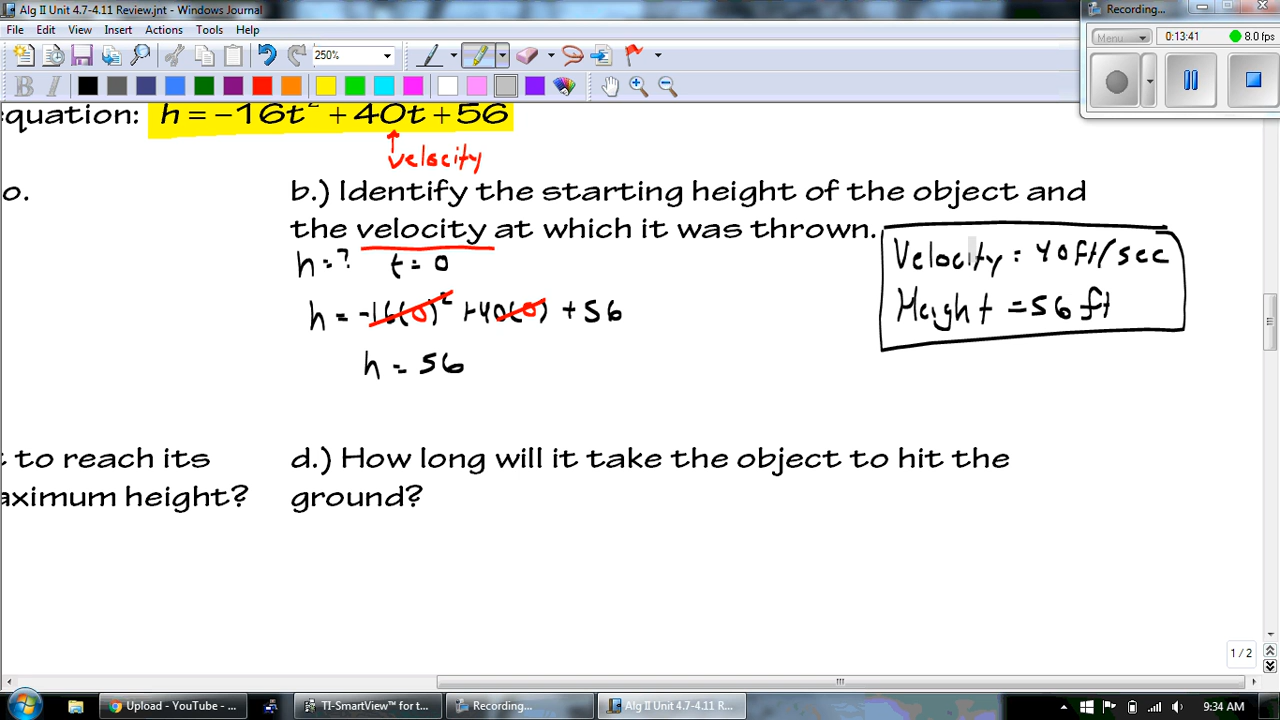 Alg II Unit 4.7-4.11 Review.jnt - Windows Journal
File Edit View Insert Actions Tools Help
250%
B I
Recording...
Menu 0:13:41 8.0 fps
equation: h = −16t² + 40t + 56
velocity
o.
b.) Identify the starting height of the object and
the velocity at which it was thrown.
h = ? t = 0
h = -16(0)² + 40(0) + 56
h = 56
Velocity = 40ft/sec
Height = 56 ft
t to reach its
aximum height?
d.) How long will it take the object to hit the
ground?
1 / 2
Upload - YouTube - ... TI-SmartView™ for t... Recording... Alg II Unit 4.7-4.11 R... 9:34 AM